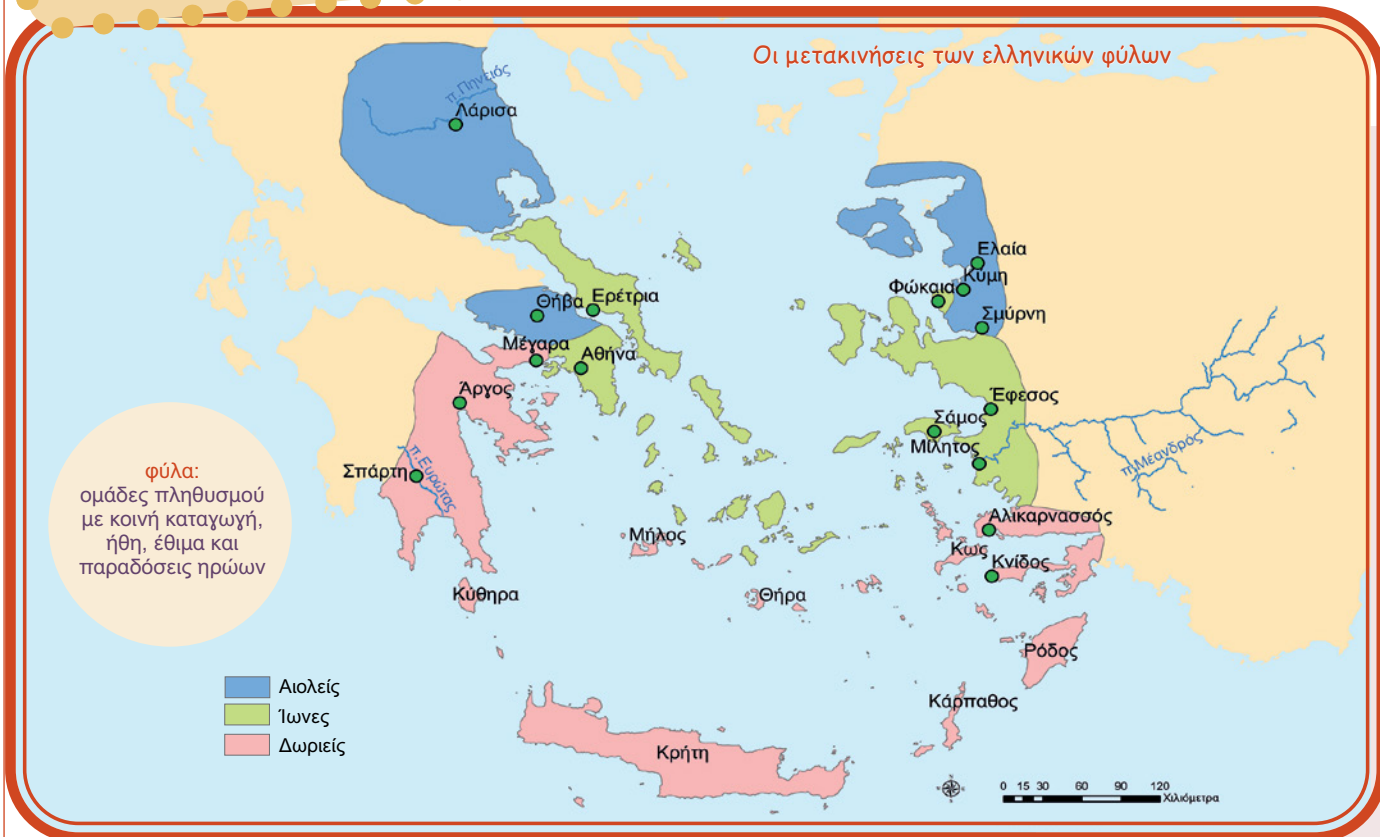 Οι μετακινήσεις των ελληνικών φύλων
π.Πηνειός
Λάρισα
Ελαία
Κύμη
Φώκαια
Θήβα
Ερέτρια
Σμύρνη
Μέγαρα
Αθήνα
Άργος
Έφεσος
Σάμος
Μίλητος
π.Μέανδρός
φύλα:
ομάδες πληθυσμού
με κοινή καταγωγή,
ήθη, έθιμα και
παραδόσεις ηρώων
Σπάρτη
π.Ευρώτας
Αλικαρνασσός
Μήλος
Κως
Κνίδος
Κύθηρα
Θήρα
Ρόδος
Αιολείς
Ίωνες
Δωριείς
Κάρπαθος
Κρήτη
0 15 30 60 90 120
Χιλιόμετρα